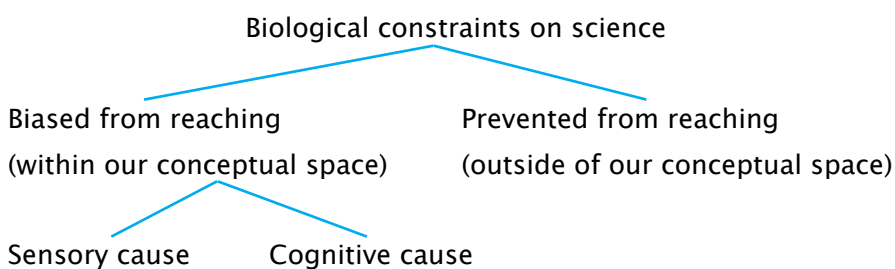 Biological constraints on science
Biased from reaching
(within our conceptual space)
Prevented from reaching
(outside of our conceptual space)
Sensory cause
Cognitive cause